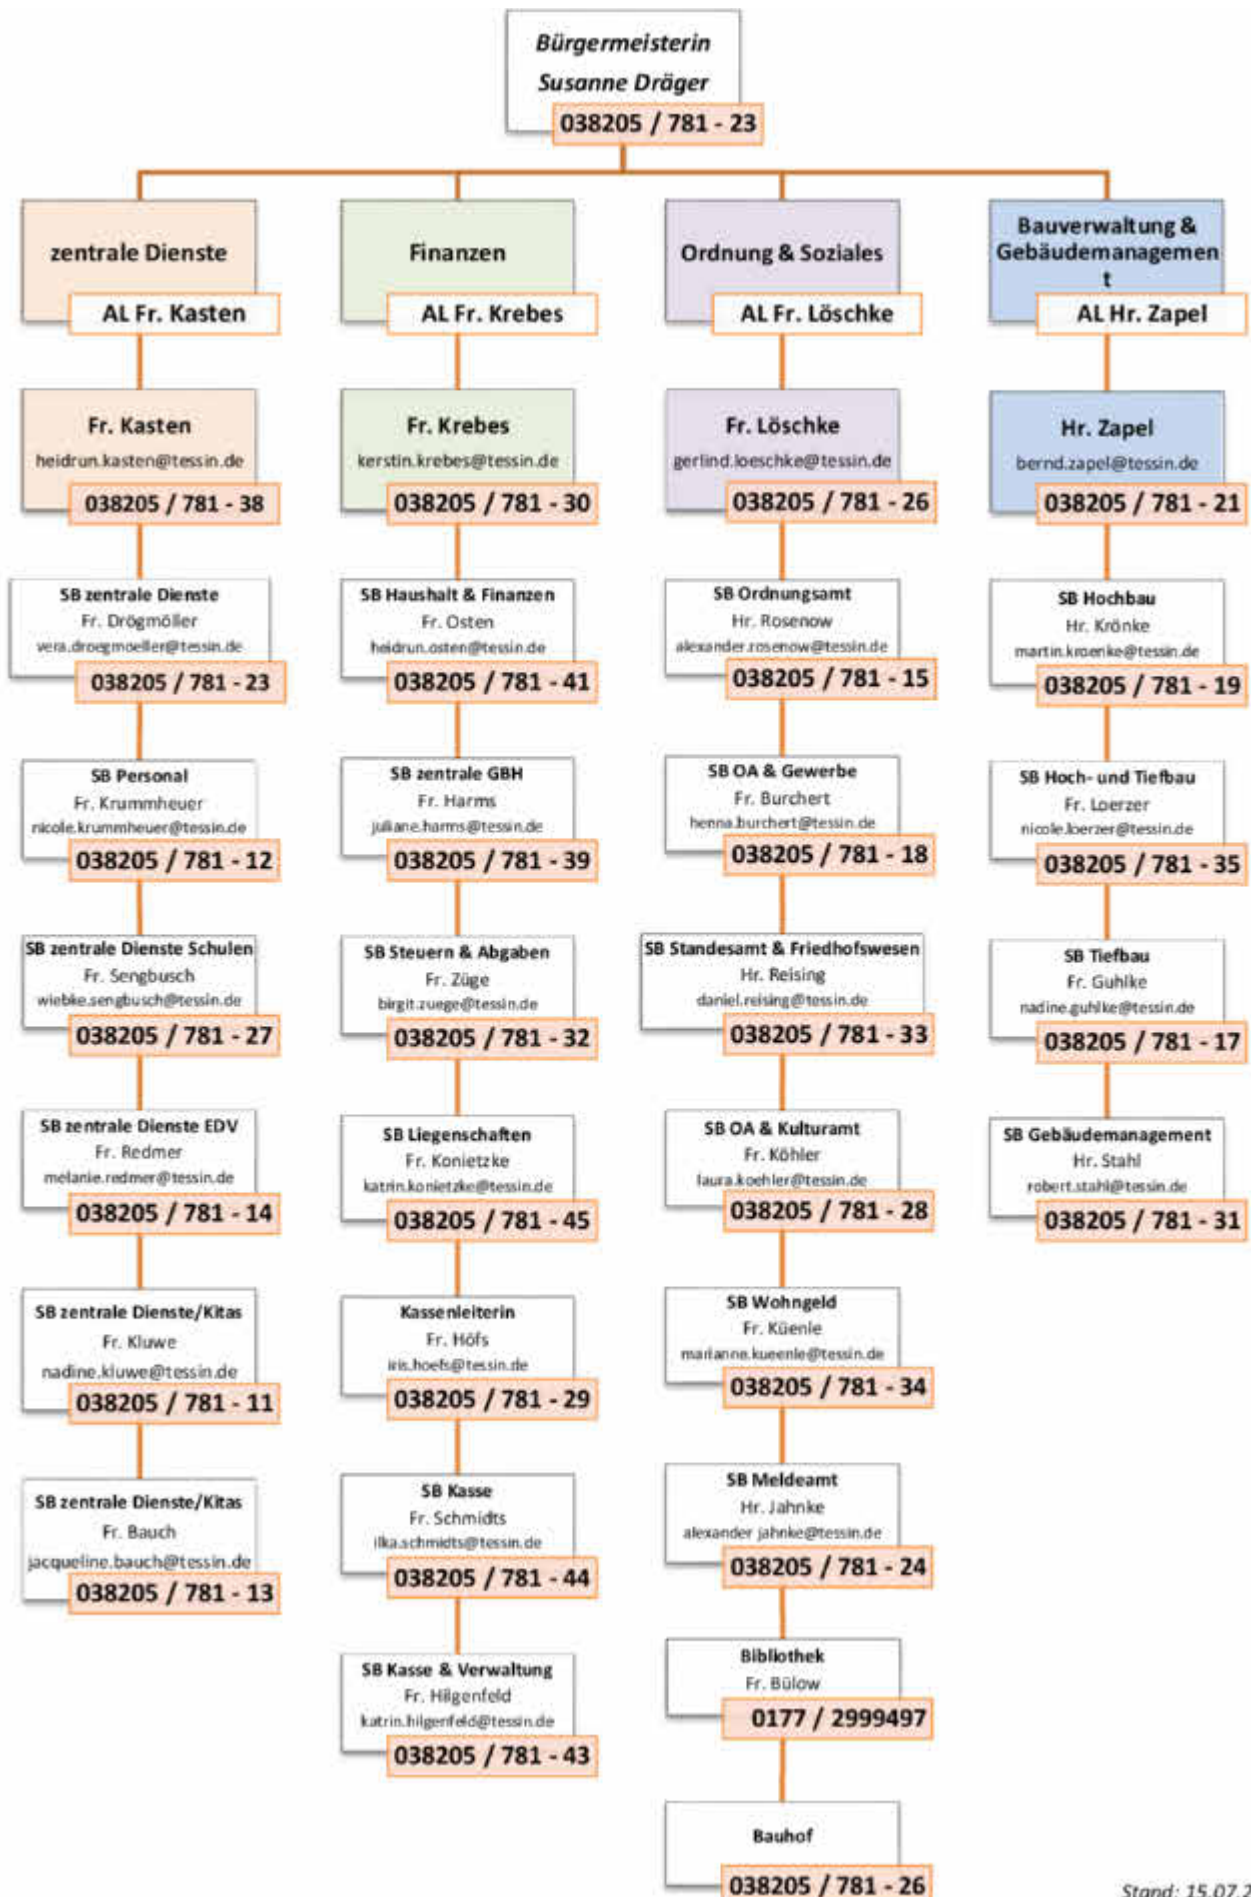 Bürgermeisterin
Susanne Dräger
038205 / 781 - 23
zentrale Dienste
AL Fr. Kasten
Fr. Kasten
heidrun.kasten@tessin.de
038205 / 781 - 38
SB zentrale Dienste
Fr. Drögmöller
vera.droegmoeller@tessin.de
038205 / 781 - 23
SB Personal
Fr. Krummheuer
nicole.krummheuer@tessin.de
038205 / 781 - 12
SB zentrale Dienste Schulen
Fr. Sengbusch
wiebke.sengbusch@tessin.de
038205 / 781 - 27
SB zentrale Dienste EDV
Fr. Redmer
melanie.redmer@tessin.de
038205 / 781 - 14
SB zentrale Dienste/Kitas
Fr. Kluwe
nadine.kluwe@tessin.de
038205 / 781 - 11
SB zentrale Dienste/Kitas
Fr. Bauch
jacqueline.bauch@tessin.de
038205 / 781 - 13
Finanzen
AL Fr. Krebes
Fr. Krebes
kerstin.krebes@tessin.de
038205 / 781 - 30
SB Haushalt & Finanzen
Fr. Osten
heidrun.osten@tessin.de
038205 / 781 - 41
SB zentrale GBH
Fr. Harms
juliane.harms@tessin.de
038205 / 781 - 39
SB Steuern & Abgaben
Fr. Züge
birgit.zuege@tessin.de
038205 / 781 - 32
SB Liegenschaften
Fr. Konietzke
katrin.konietzke@tessin.de
038205 / 781 - 45
Kassenleiterin
Fr. Höfs
iris.hoefs@tessin.de
038205 / 781 - 29
SB Kasse
Fr. Schmidts
ilka.schmidts@tessin.de
038205 / 781 - 44
SB Kasse & Verwaltung
Fr. Hilgenfeld
katrin.hilgenfeld@tessin.de
038205 / 781 - 43
Ordnung & Soziales
AL Fr. Löschke
Fr. Löschke
gerlind.loeschke@tessin.de
038205 / 781 - 26
SB Ordnungsamt
Hr. Rosenow
alexander.rosenow@tessin.de
038205 / 781 - 15
SB OA & Gewerbe
Fr. Burchert
henna.burchert@tessin.de
038205 / 781 - 18
SB Standesamt & Friedhofswesen
Hr. Reising
daniel.reising@tessin.de
038205 / 781 - 33
SB OA & Kulturamt
Fr. Köhler
laura.koehler@tessin.de
038205 / 781 - 28
SB Wohngeld
Fr. Küenle
marianne.kueenle@tessin.de
038205 / 781 - 34
SB Meldeamt
Hr. Jahnke
alexander.jahnke@tessin.de
038205 / 781 - 24
Bibliothek
Fr. Bülow
0177 / 2999497
Bauhof
038205 / 781 - 26
Bauverwaltung &
Gebäudemanagemen
t
AL Hr. Zapel
Hr. Zapel
bernd.zapel@tessin.de
038205 / 781 - 21
SB Hochbau
Hr. Krönke
martin.kroenke@tessin.de
038205 / 781 - 19
SB Hoch- und Tiefbau
Fr. Loerzer
nicole.loerzer@tessin.de
038205 / 781 - 35
SB Tiefbau
Fr. Guhlke
nadine.guhlke@tessin.de
038205 / 781 - 17
SB Gebäudemanagement
Hr. Stahl
robert.stahl@tessin.de
038205 / 781 - 31
Stand: 15.07.2